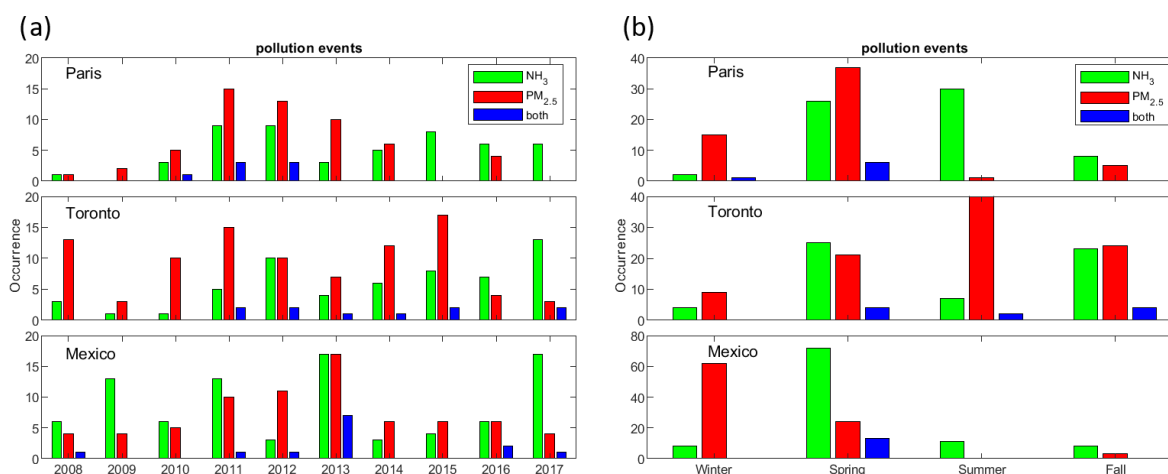 (a)
pollution events
Paris
NH3
PM2.5
both
20
15
10
5
0
Toronto
20
15
10
5
0
Occurrence
Mexico
20
15
10
5
0
2008 2009 2010 2011 2012 2013 2014 2015 2016 2017
(b)
pollution events
Paris
NH3
PM2.5
both
40
30
20
10
0
Toronto
40
30
20
10
0
Occurrence
Mexico
80
60
40
20
0
Winter Spring Summer Fall